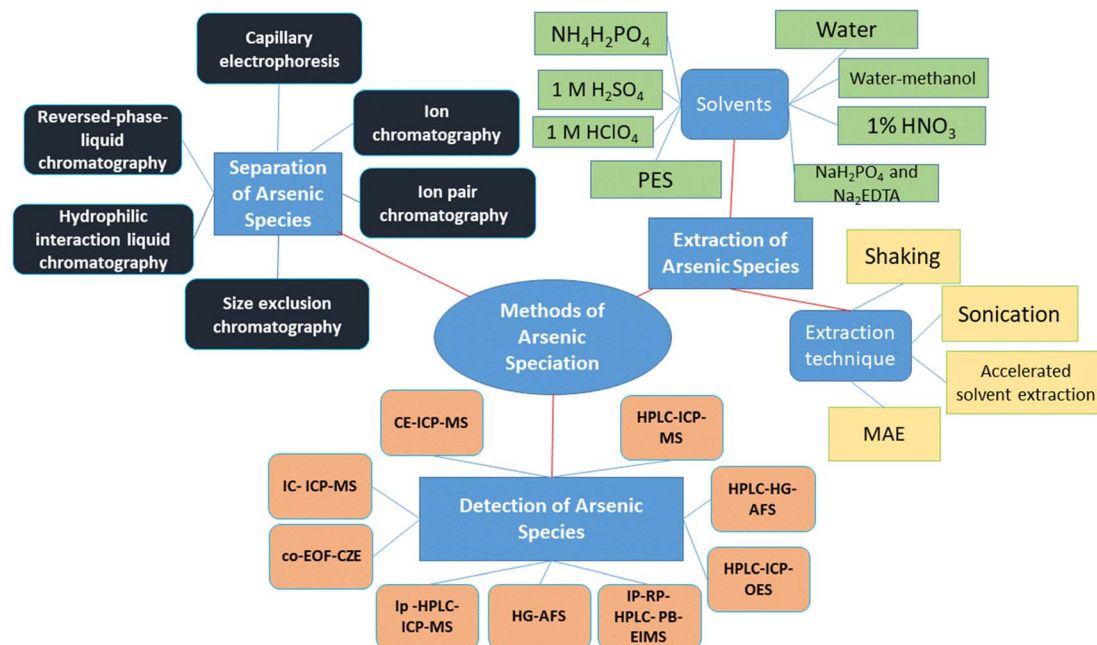 Capillary
electrophoresis
Reversed-phase-
liquid
chromatography
Ion
chromatography
Separation
of Arsenic
Species
Ion pair
chromatography
Hydrophilic
interaction liquid
chromatography
Size exclusion
chromatography
NH₄H₂PO₄
1 M H₂SO₄
1 M HClO₄
PES
Solvents
Water
Water-methanol
1% HNO₃
NaH₂PO₄ and
Na₂EDTA
Extraction of
Arsenic Species
Shaking
Sonication
Extraction
technique
Accelerated
solvent extraction
MAE
Methods of
Arsenic
Speciation
CE-ICP-MS
HPLC-ICP-
MS
IC- ICP-MS
Detection of Arsenic
Species
HPLC-HG-
AFS
co-EOF-CZE
HPLC-ICP-
OES
Ip -HPLC-
ICP-MS
HG-AFS
IP-RP-
HPLC- PB-
EIMS